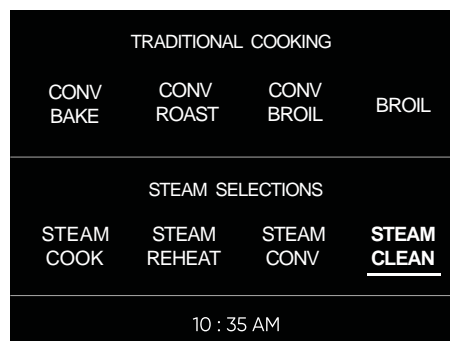 TRADITIONAL COOKING
CONV BAKE
CONV ROAST
CONV BROIL
BROIL
STEAM SELECTIONS
STEAM COOK
STEAM REHEAT
STEAM CONV
STEAM CLEAN
10 : 35 AM